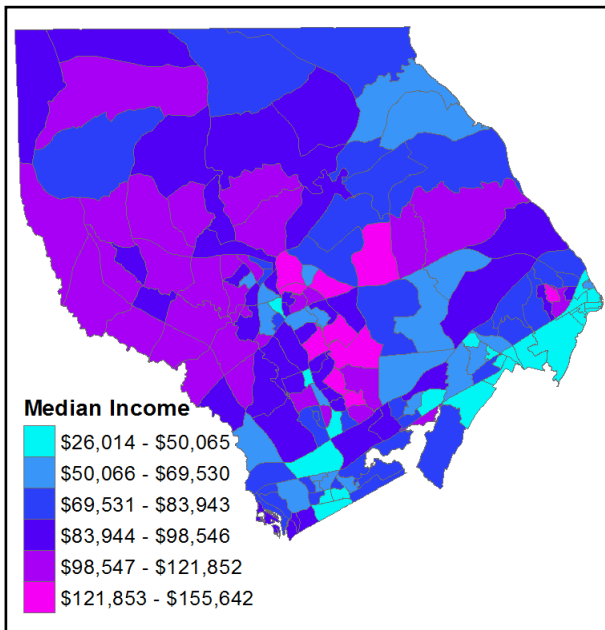 Median Income
$26,014 - $50,065
$50,066 - $69,530
$69,531 - $83,943
$83,944 - $98,546
$98,547 - $121,852
$121,853 - $155,642